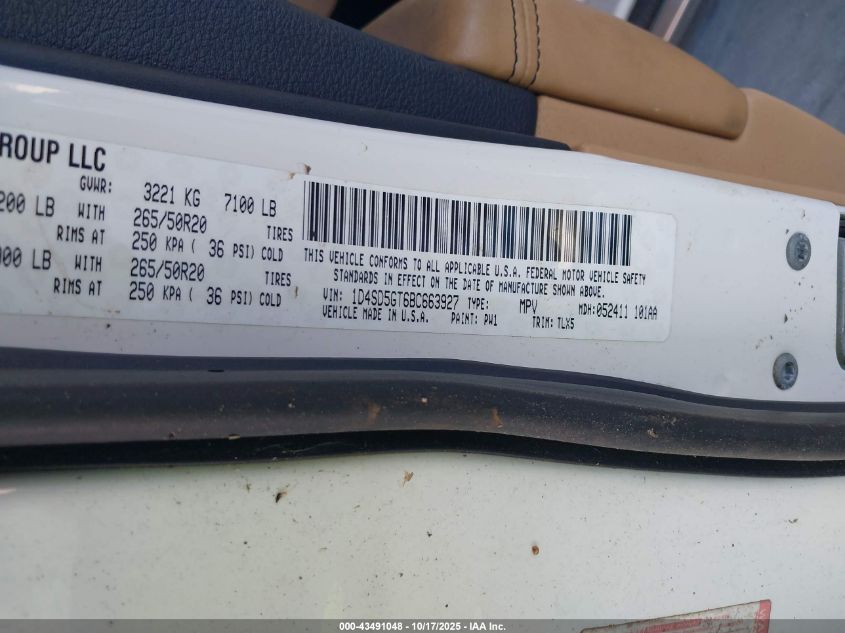 ROUP LLC
GVWR: 3221 KG 7100 LB
200 LB WITH 265/50R20 TIRES
RIMS AT 250 KPA ( 36 PSI) COLD
000 LB WITH 265/50R20 TIRES
RIMS AT 250 KPA ( 36 PSI) COLD
THIS VEHICLE CONFORMS TO ALL APPLICABLE U.S.A. FEDERAL MOTOR VEHICLE SAFETY
STANDARDS IN EFFECT ON THE DATE OF MANUFACTURE SHOWN ABOVE.
VIN: 1D4SD5GT6BC663927 TYPE: MPV MDH: 052411 101AA
VEHICLE MADE IN U.S.A. PAINT: PW1 TRIM: TLX5
000-43491048 - 10/17/2025 - IAA Inc.